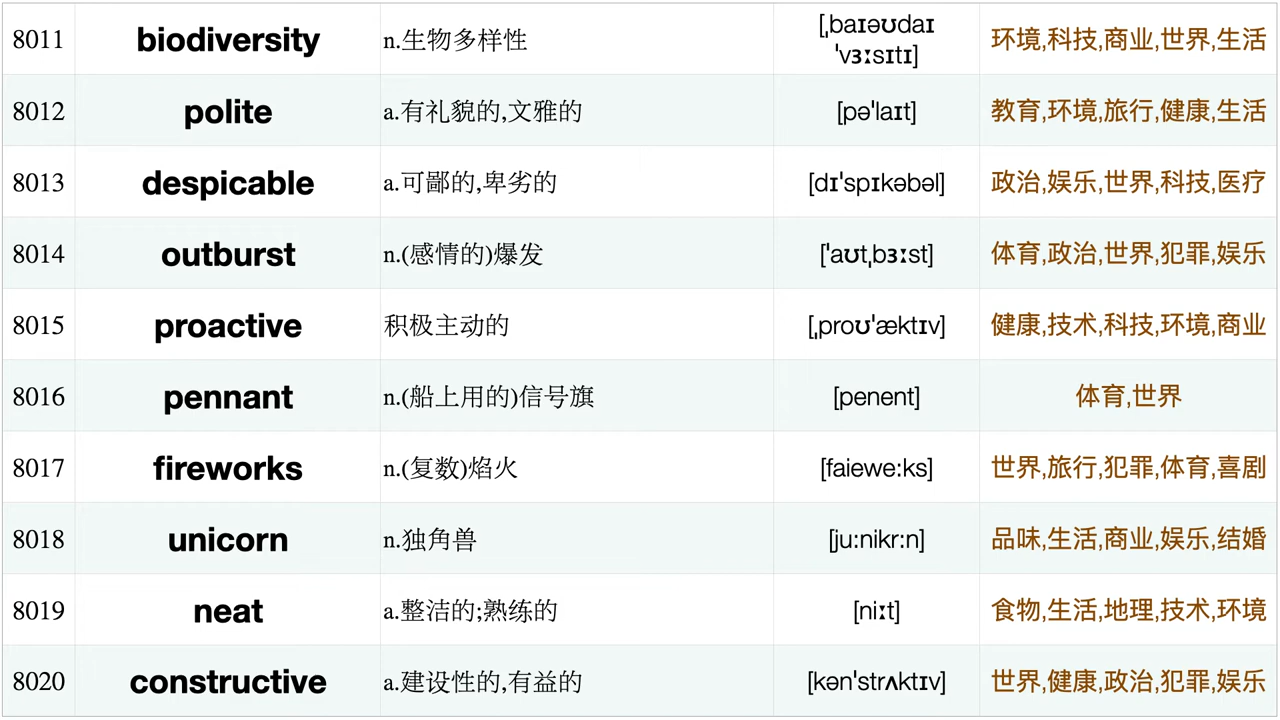 8011 biodiversity n.生物多样性 [ˌbaɪəʊdaɪ
ˈvɜːsɪtɪ] 环境,科技,商业,世界,生活
8012 polite a.有礼貌的,文雅的 [pəˈlaɪt] 教育,环境,旅行,健康,生活
8013 despicable a.可鄙的,卑劣的 [dɪˈspɪkəbəl] 政治,娱乐,世界,科技,医疗
8014 outburst n.(感情的)爆发 [ˈaʊtˌbɜːst] 体育,政治,世界,犯罪,娱乐
8015 proactive 积极主动的 [ˌproʊˈæktɪv] 健康,技术,科技,环境,商业
8016 pennant n.(船上用的)信号旗 [penent] 体育,世界
8017 fireworks n.(复数)焰火 [faiewe:ks] 世界,旅行,犯罪,体育,喜剧
8018 unicorn n.独角兽 [ju:nikr:n] 品味,生活,商业,娱乐,结婚
8019 neat a.整洁的;熟练的 [niːt] 食物,生活,地理,技术,环境
8020 constructive a.建设性的,有益的 [kənˈstrʌktɪv] 世界,健康,政治,犯罪,娱乐